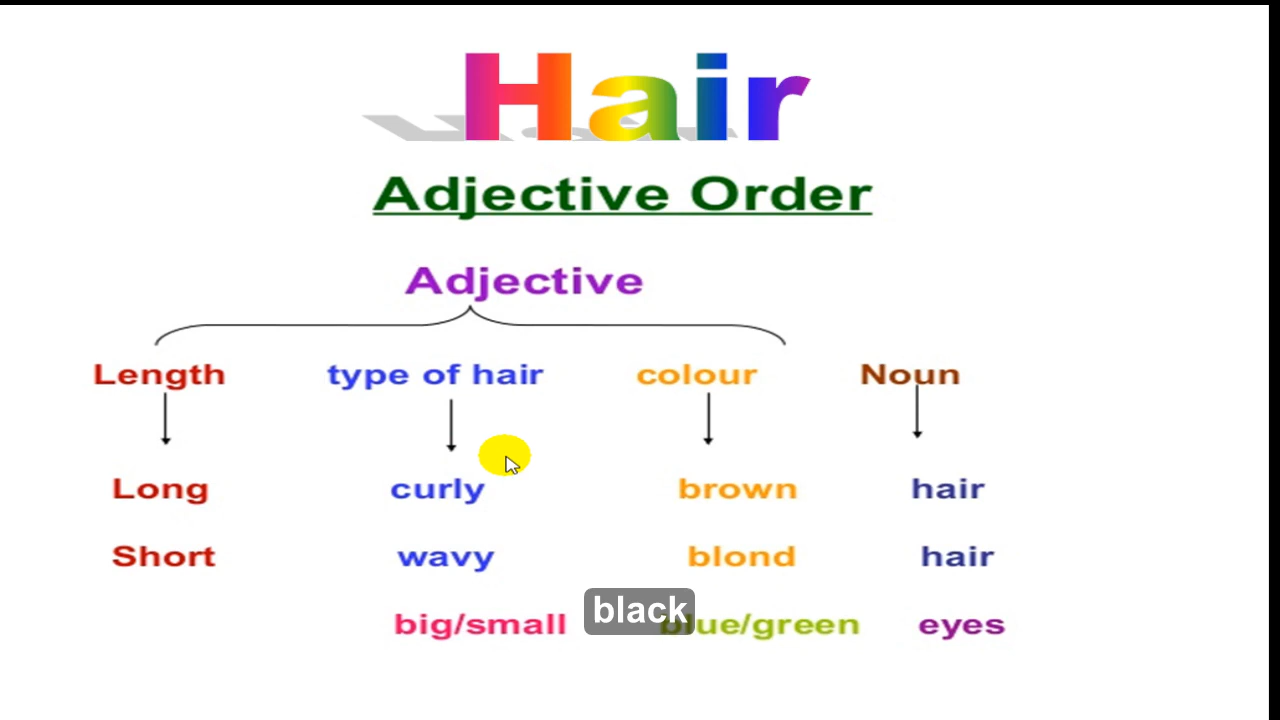 Hair
Adjective Order
Adjective
Length type of hair colour Noun
Long curly brown hair
Short wavy blond hair
black
big/small blue/green eyes